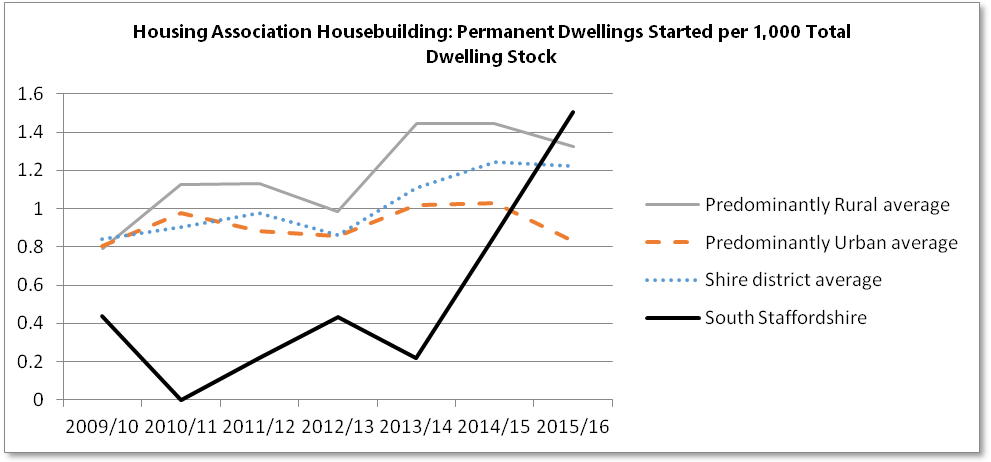 Housing Association Housebuilding: Permanent Dwellings Started per 1,000 Total
Dwelling Stock
1.6
1.4
1.2
1
0.8
0.6
0.4
0.2
0
2009/10 2010/11 2011/12 2012/13 2013/14 2014/15 2015/16
Predominantly Rural average
Predominantly Urban average
Shire district average
South Staffordshire